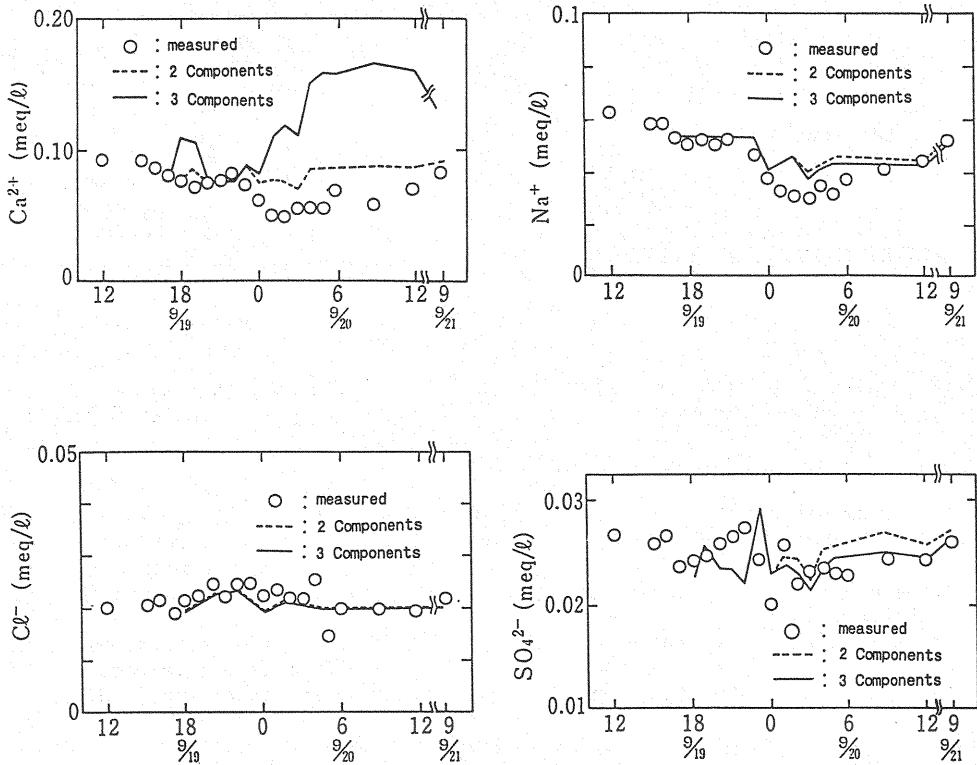 0.20
Ca²⁺ (meq/ℓ)
○ : measured
---- : 2 Components
— : 3 Components
0.10
0
12 18 0 6 12 9
9/19 9/20 9/21
0.1
Na⁺ (meq/ℓ)
○ : measured
---- : 2 Components
— : 3 Components
0
12 18 0 6 12 9
9/19 9/20 9/21
0.05
Cℓ⁻ (meq/ℓ)
○ : measured
---- : 2 Components
— : 3 Components
0
12 18 0 6 12 9
9/19 9/20 9/21
0.03
SO₄²⁻ (meq/ℓ)
0.02
○ : measured
---- : 2 Components
— : 3 Components
0.01
12 18 0 6 12 9
9/19 9/20 9/21